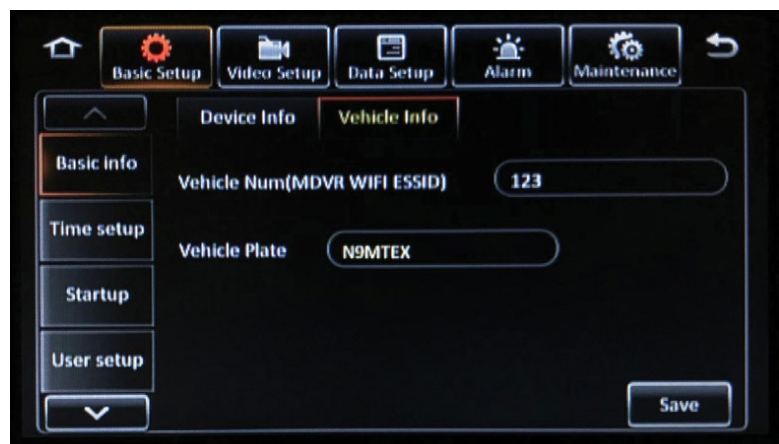 Basic Setup
Video Setup
Data Setup
Alarm
Maintenance
Device Info
Vehicle Info
Basic info
Time setup
Startup
User setup
Vehicle Num(MDVR WIFI ESSID)
123
Vehicle Plate
N9MTEX
Save